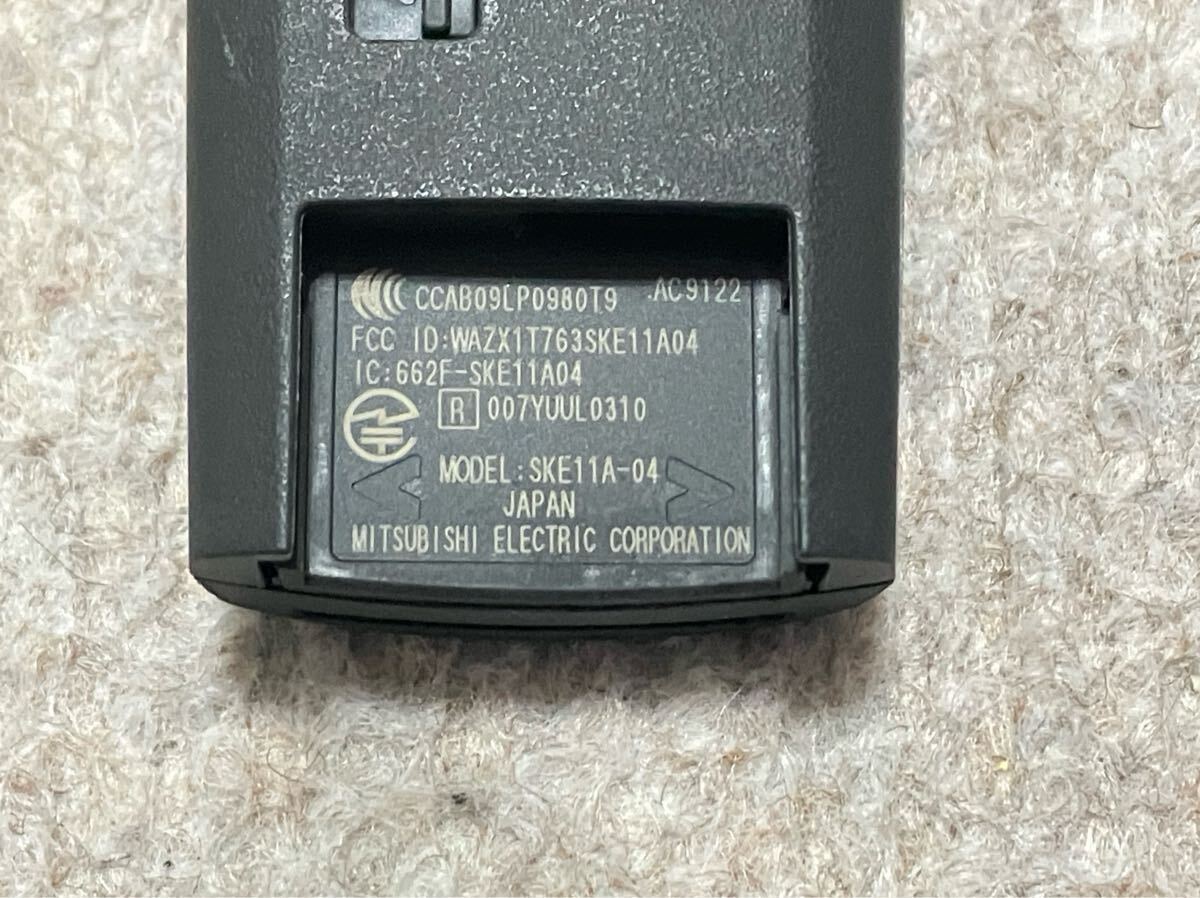 CCAB09LP0980T9 .AC9122
FCC ID:WAZX1T763SKE11A04
IC:662F-SKE11A04
R 007YUUL0310
MODEL:SKE11A-04
JAPAN
MITSUBISHI ELECTRIC CORPORATION